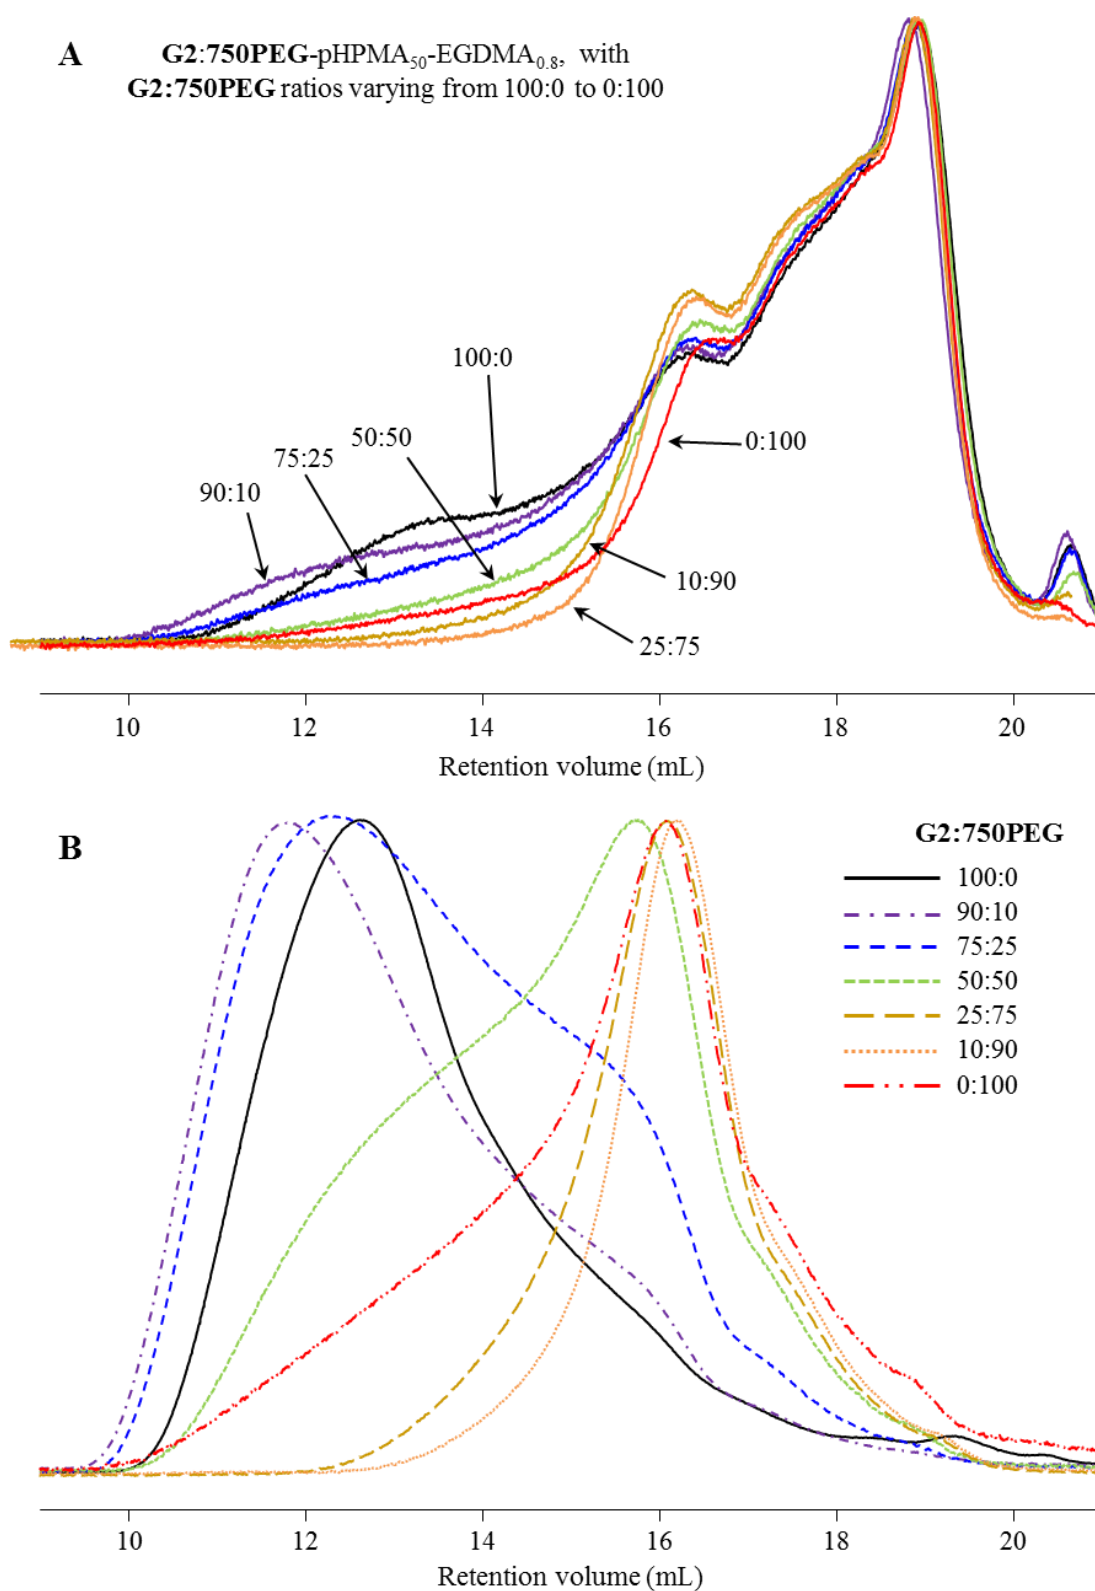 A
G2:750PEG-pHPMA50-EGDMA0.8, with
G2:750PEG ratios varying from 100:0 to 0:100
100:0
50:50
75:25
90:10
0:100
10:90
25:75
10 12 14 16 18 20
Retention volume (mL)
B
G2:750PEG
100:0
90:10
75:25
50:50
25:75
10:90
0:100
10 12 14 16 18 20
Retention volume (mL)